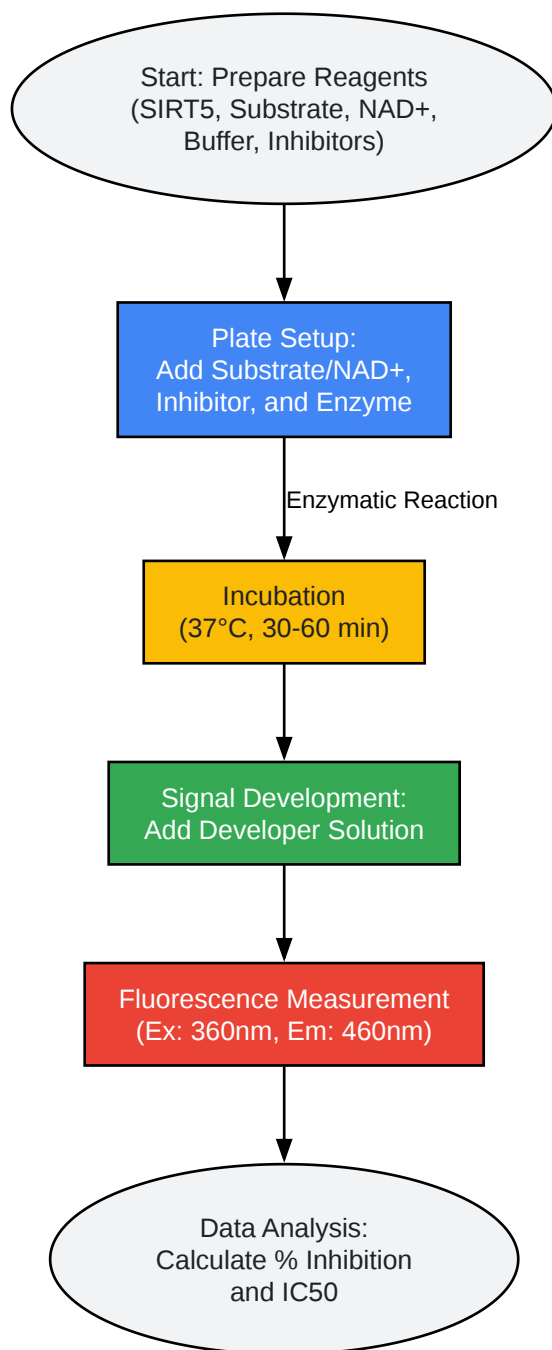 Start: Prepare Reagents
(SIRT5, Substrate, NAD+,
Buffer, Inhibitors)
Plate Setup:
Add Substrate/NAD+,
Inhibitor, and Enzyme
Enzymatic Reaction
Incubation
(37°C, 30-60 min)
Signal Development:
Add Developer Solution
Fluorescence Measurement
(Ex: 360nm, Em: 460nm)
Data Analysis:
Calculate % Inhibition
and IC50